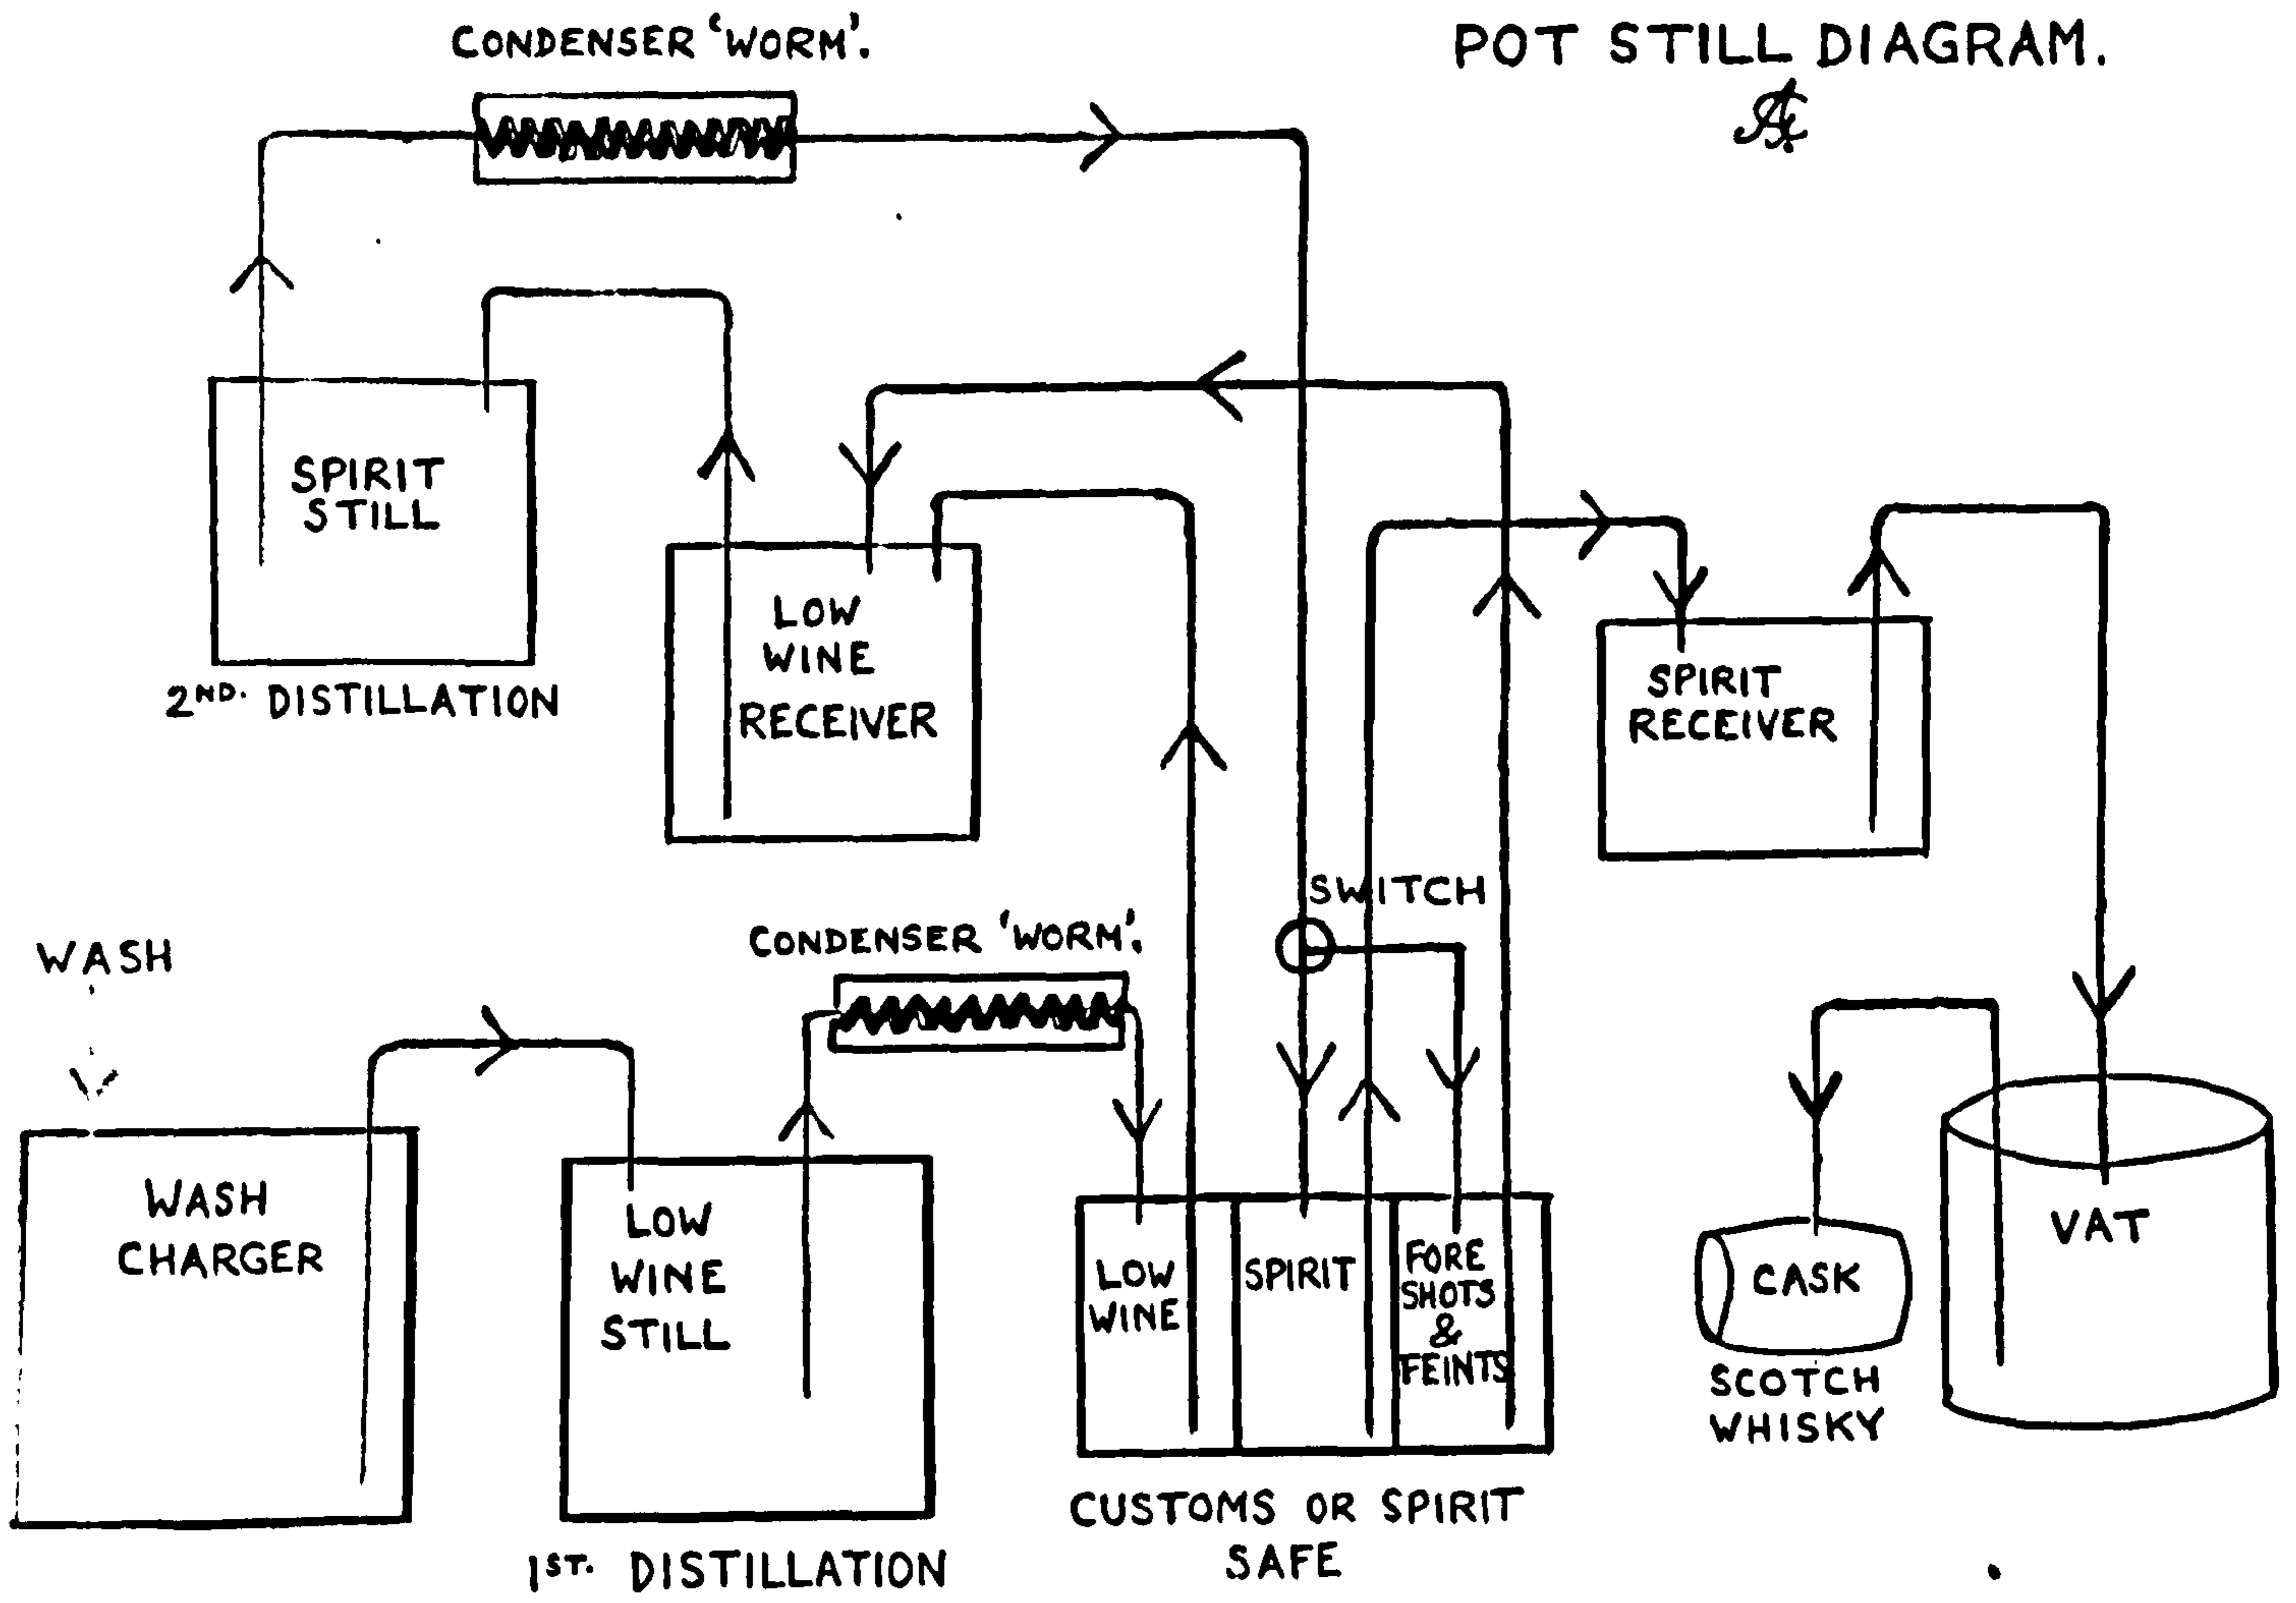 CONDENSER 'WORM'.
POT STILL DIAGRAM.
SPIRIT
STILL
2ND. DISTILLATION
LOW
WINE
RECEIVER
SPIRIT
RECEIVER
SWITCH
CONDENSER 'WORM'.
WASH
WASH
CHARGER
LOW
WINE
STILL
1ST. DISTILLATION
LOW
WINE
SPIRIT
FORE
SHOTS
&
FEINTS
CUSTOMS OR SPIRIT
SAFE
CASK
SCOTCH
WHISKY
VAT